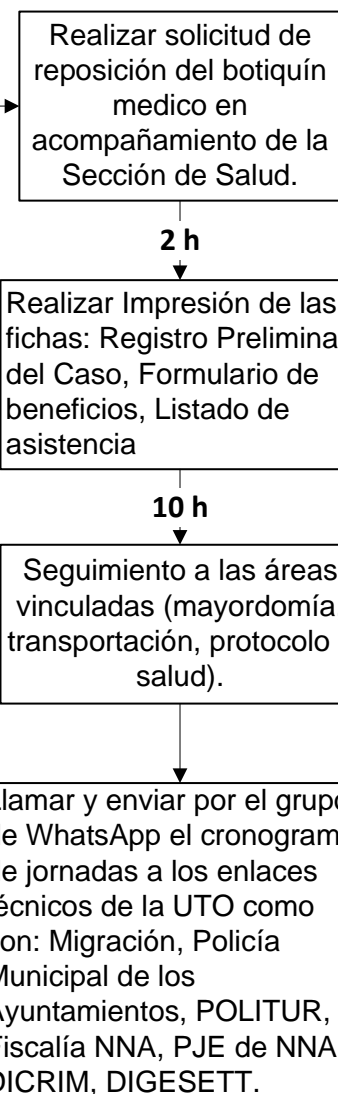 Realizar solicitud de
reposición del botiquín
medico en
acompañamiento de la
Sección de Salud.
2 h
Realizar Impresión de las
fichas: Registro Prelimina
del Caso, Formulario de
beneficios, Listado de
asistencia
10 h
Seguimiento a las áreas
vinculadas (mayordomía
transportación, protocolo
salud).
lamar y enviar por el grupo
e WhatsApp el cronogram
e jornadas a los enlaces
écnicos de la UTO como
on: Migración, Policía
Municipal de los
Ayuntamientos, POLITUR,
Fiscalía NNA, PJE de NNA
DICRIM, DIGESETT.